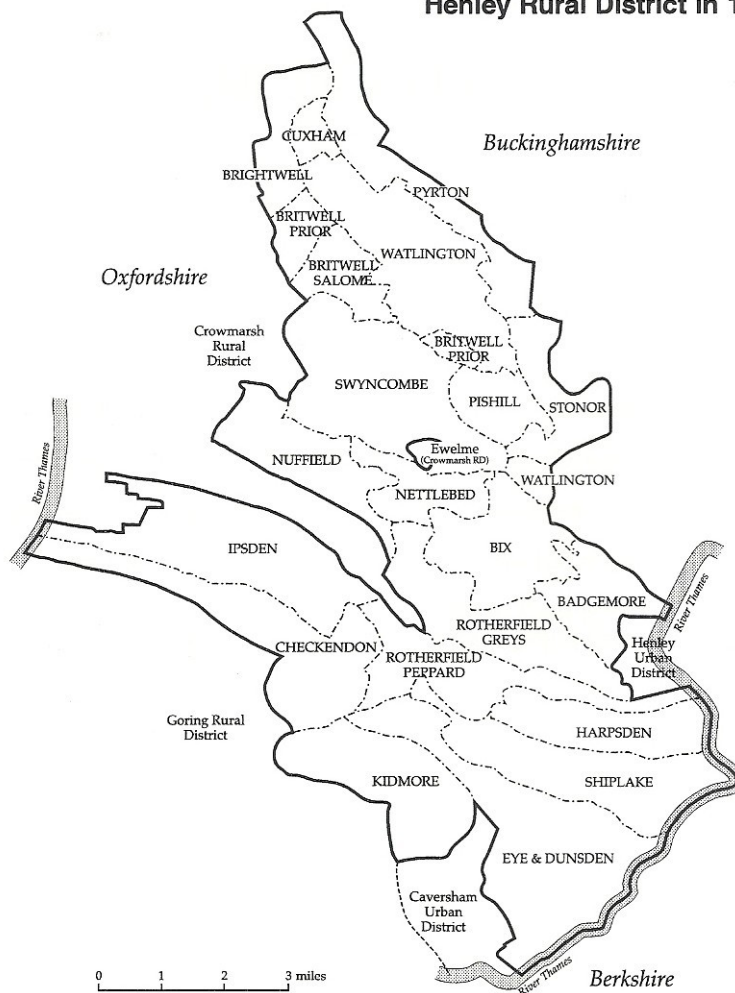 Henley Rural District in 1
Buckinghamshire
CUXHAM
BRIGHTWELL
PYRTON
BRITWELL
PRIOR
WATLINGTON
BRITWELL
SALOME
Oxfordshire
Crowmarsh
Rural
District
BRITWELL
PRIOR
SWYNCOMBE
PISHILL
STONOR
River Thames
Ewelme
(Crowmarsh RD)
NUFFIELD
WATLINGTON
NETTLEBED
IPSDEN
BIX
BADGEMORE
River Thames
ROTHERFIELD
GREYS
Henley
Urban
District
CHECKENDON
ROTHERFIELD
PEPPARD
Goring Rural
District
HARPSDEN
KIDMORE
SHIPLAKE
EYE & DUNSDEN
Caversham
Urban
District
River Thames
Berkshire
0 1 2 3 miles